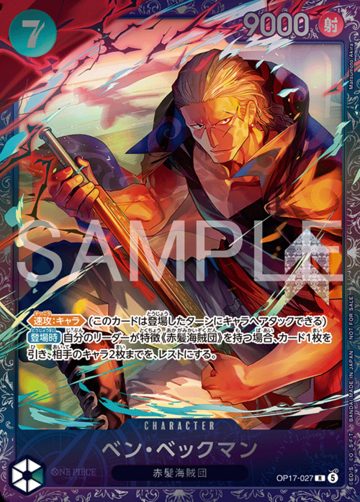 7
9000
射
SAMPLE
速攻:キャラ (このカードは登場したターンにキャラへアタックできる)
登場時 自分のリーダーが特徴《赤髪海賊団》を持つ場合、カード1枚を
引き、相手のキャラ2枚までを、レストにする。
CHARACTER
ベン・ベックマン
ONE PIECE
赤髪海賊団
OP17-027 R 5